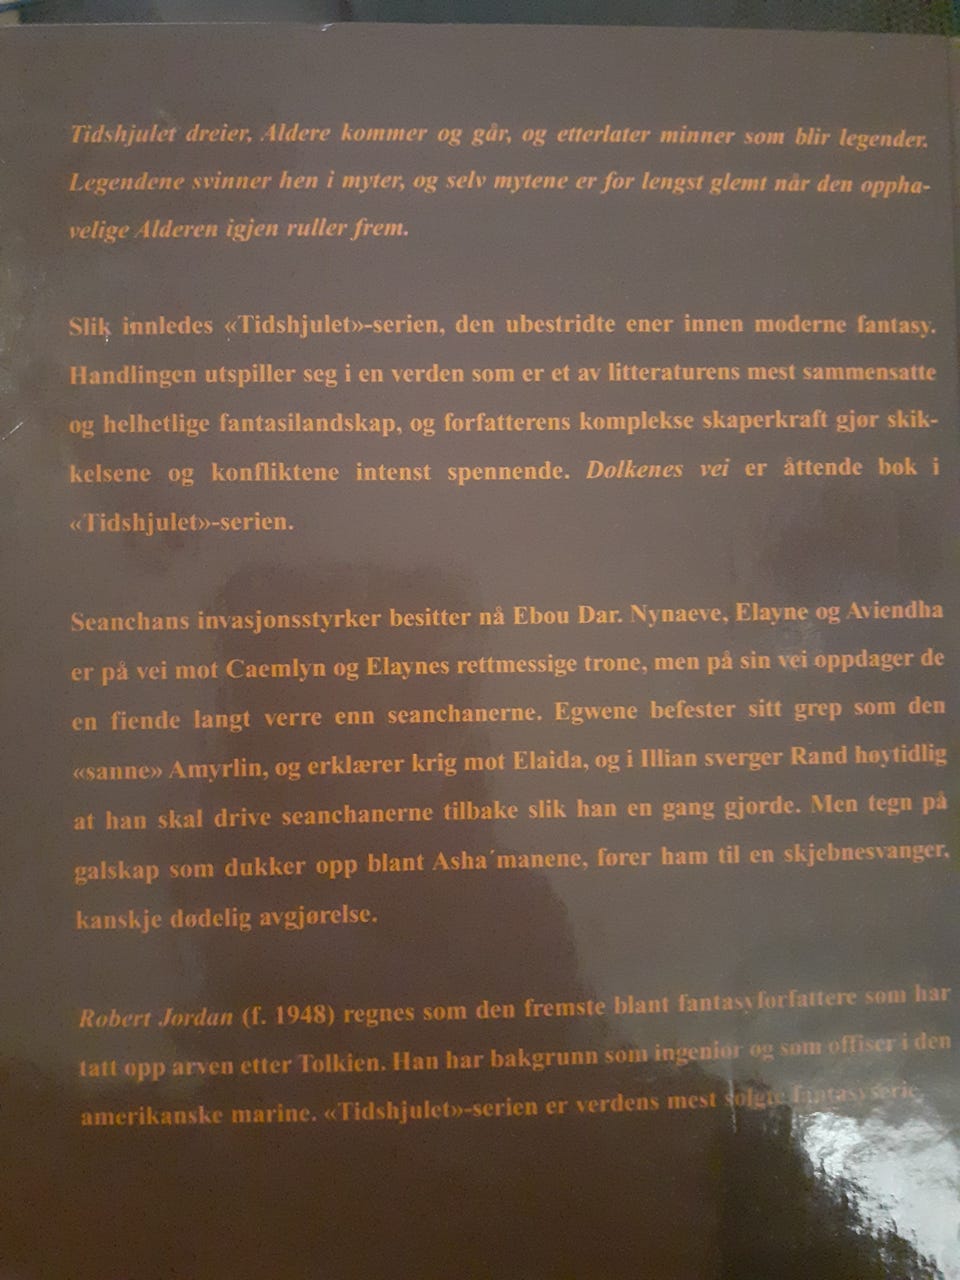 Tidshjulet dreier, Aldere kommer og går, og etterlater minner som blir legender.
Legendene svinner hen i myter, og selv mytene er for lengst glemt når den oppha-
velige Alderen igjen ruller frem.
Slik innledes «Tidshjulet»-serien, den ubestridte ener innen moderne fantasy.
Handlingen utspiller seg i en verden som er et av litteraturens mest sammensatte
og helhetlige fantasilandskap, og forfatterens komplekse skaperkraft gjør skik-
kelsene og konfliktene intenst spennende. Dolkenes vei er åttende bok i
«Tidshjulet»-serien.
Seanchans invasjonsstyrker besitter nå Ebou Dar. Nynaeve, Elayne og Aviendha
er på vei mot Caemlyn og Elaynes rettmessige trone, men på sin vei oppdager de
en fiende langt verre enn seanchanerne. Egwene befester sitt grep som den
«sanne» Amyrlin, og erklærer krig mot Elaida, og i Illian sverger Rand høytidlig
at han skal drive seanchanerne tilbake slik han en gang gjorde. Men tegn på
galskap som dukker opp blant Asha´manene, fører ham til en skjebnesvanger,
kanskje dødelig avgjørelse.
Robert Jordan (f. 1948) regnes som den fremste blant fantasyforfattere som har
tatt opp arven etter Tolkien. Han har bakgrunn som ingeniør og som offiser i den
amerikanske marine. «Tidshjulet»-serien er verdens mest solgte fantasyserie.